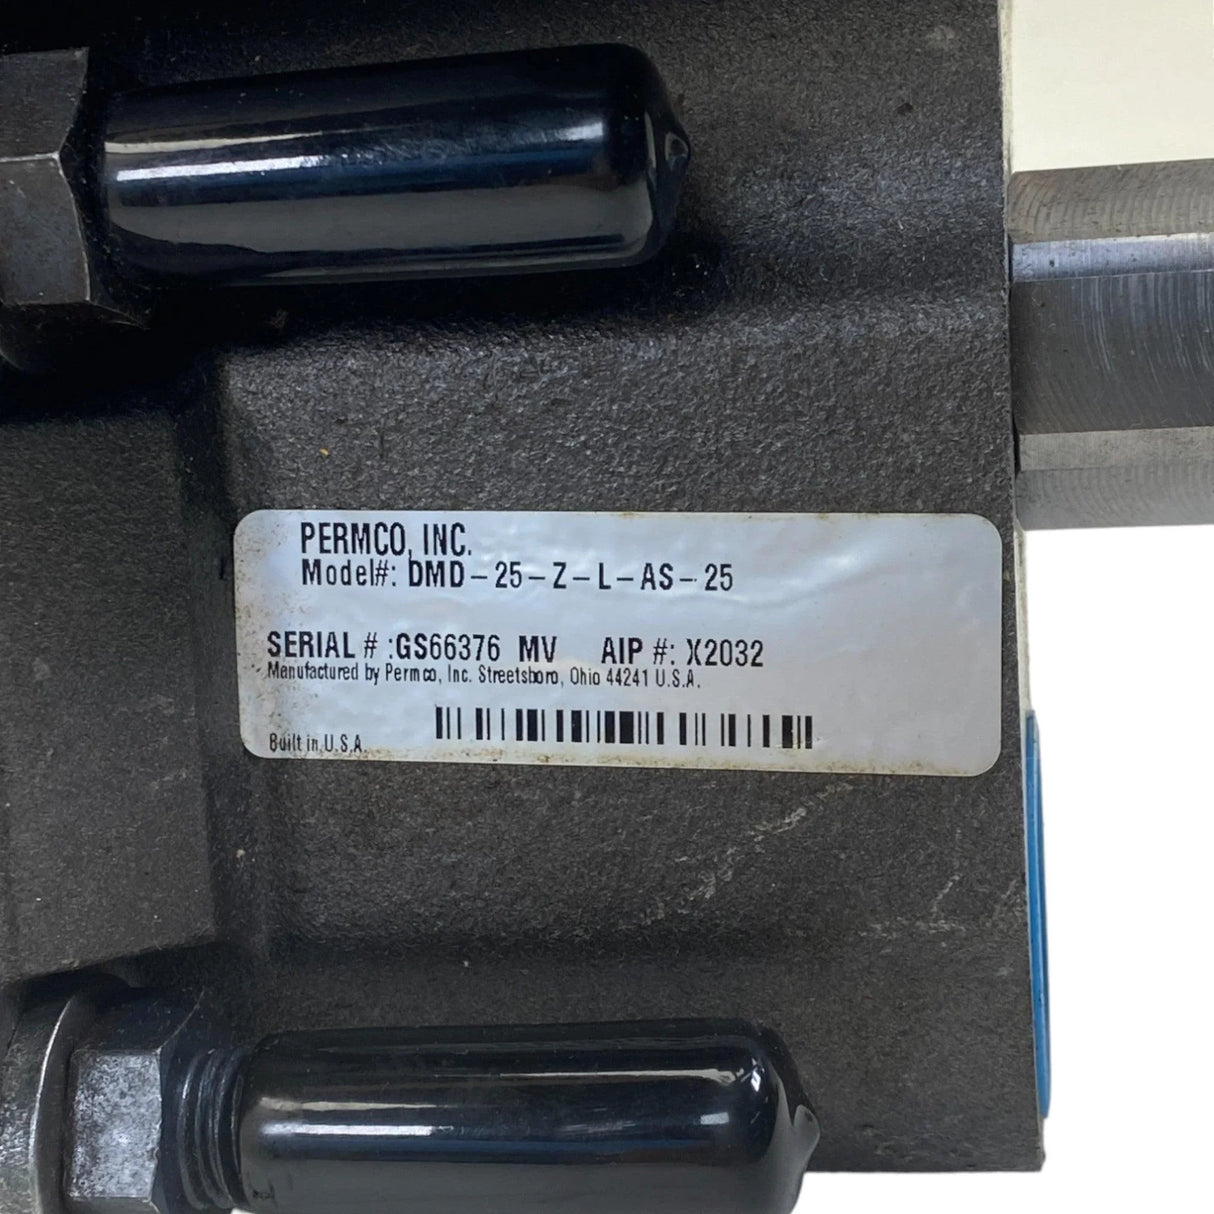 PERMCO, INC.
Model#: DMD-25-Z-L-AS-25
SERIAL # :GS66376 MV AIP #: X2032
Manufactured by Permco, Inc. Streetsboro, Ohio 44241 U.S.A.
Built in U.S.A.